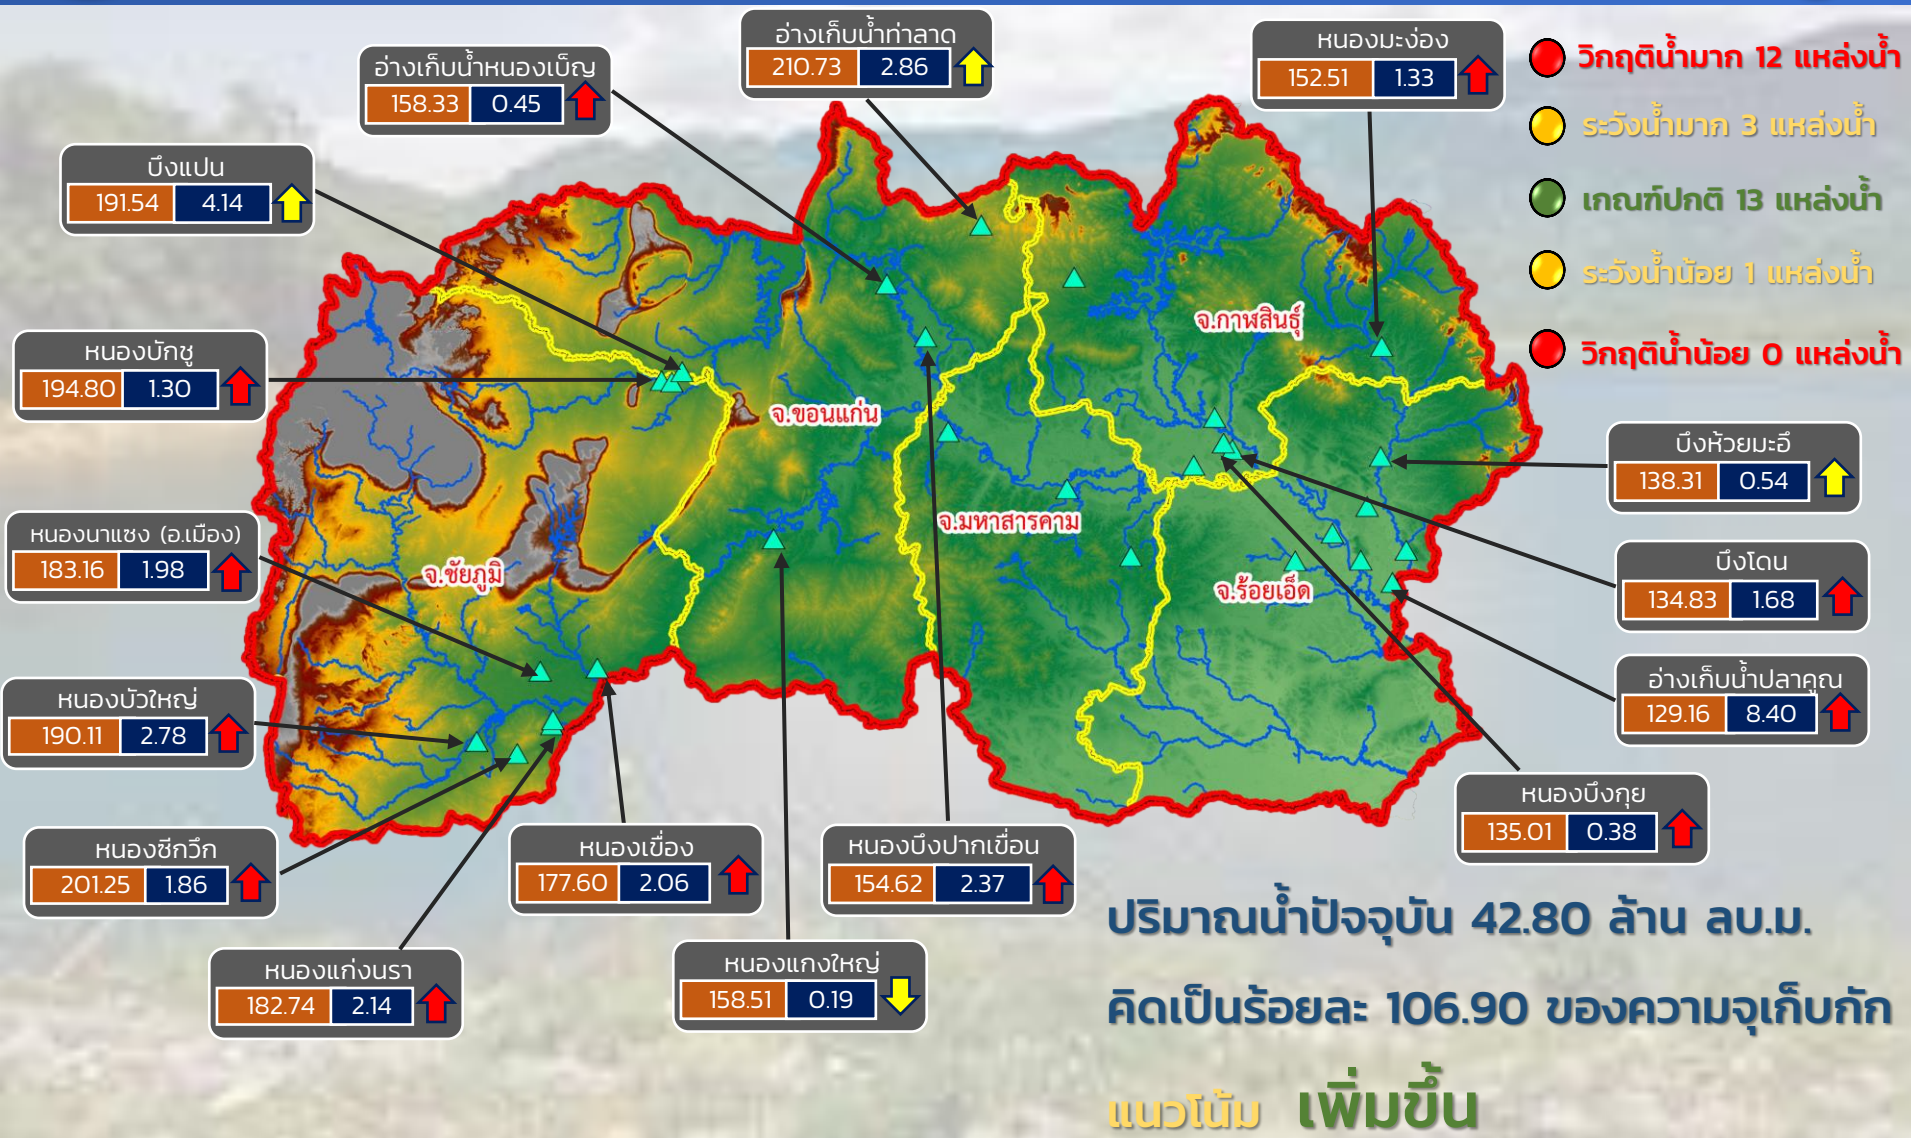 อ่างเก็บน้ำหนองเบ็ญ
158.33 0.45
อ่างเก็บน้ำท่าลาด
210.73 2.86
หนองมะง่อง
152.51 1.33
วิกฤติน้ำมาก 12 แหล่งน้ำ
ระวังน้ำมาก 3 แหล่งน้ำ
เกณฑ์ปกติ 13 แหล่งน้ำ
ระวังน้ำน้อย 1 แหล่งน้ำ
วิกฤติน้ำน้อย 0 แหล่งน้ำ
บึงแปน
191.54 4.14
หนองบักซู
194.80 1.30
หนองนาแซง (อ.เมือง)
183.16 1.98
หนองบัวใหญ่
190.11 2.78
หนองซีกวึก
201.25 1.86
หนองแก่งนรา
182.74 2.14
หนองเขื่อง
177.60 2.06
หนองแกงใหญ่
158.51 0.19
หนองบึงปากเขื่อน
154.62 2.37
จ.กาฬสินธุ์
จ.ขอนแก่น
จ.มหาสารคาม
จ.ชัยภูมิ
จ.ร้อยเอ็ด
บึงห้วยมะอึ
138.31 0.54
บึงโดน
134.83 1.68
อ่างเก็บน้ำปลาคูณ
129.16 8.40
หนองบึงกุย
135.01 0.38
ปริมาณน้ำปัจจุบัน 42.80 ล้าน ลบ.ม.
คิดเป็นร้อยละ 106.90 ของความจุเก็บกัก
แนวโน้ม เพิ่มขึ้น